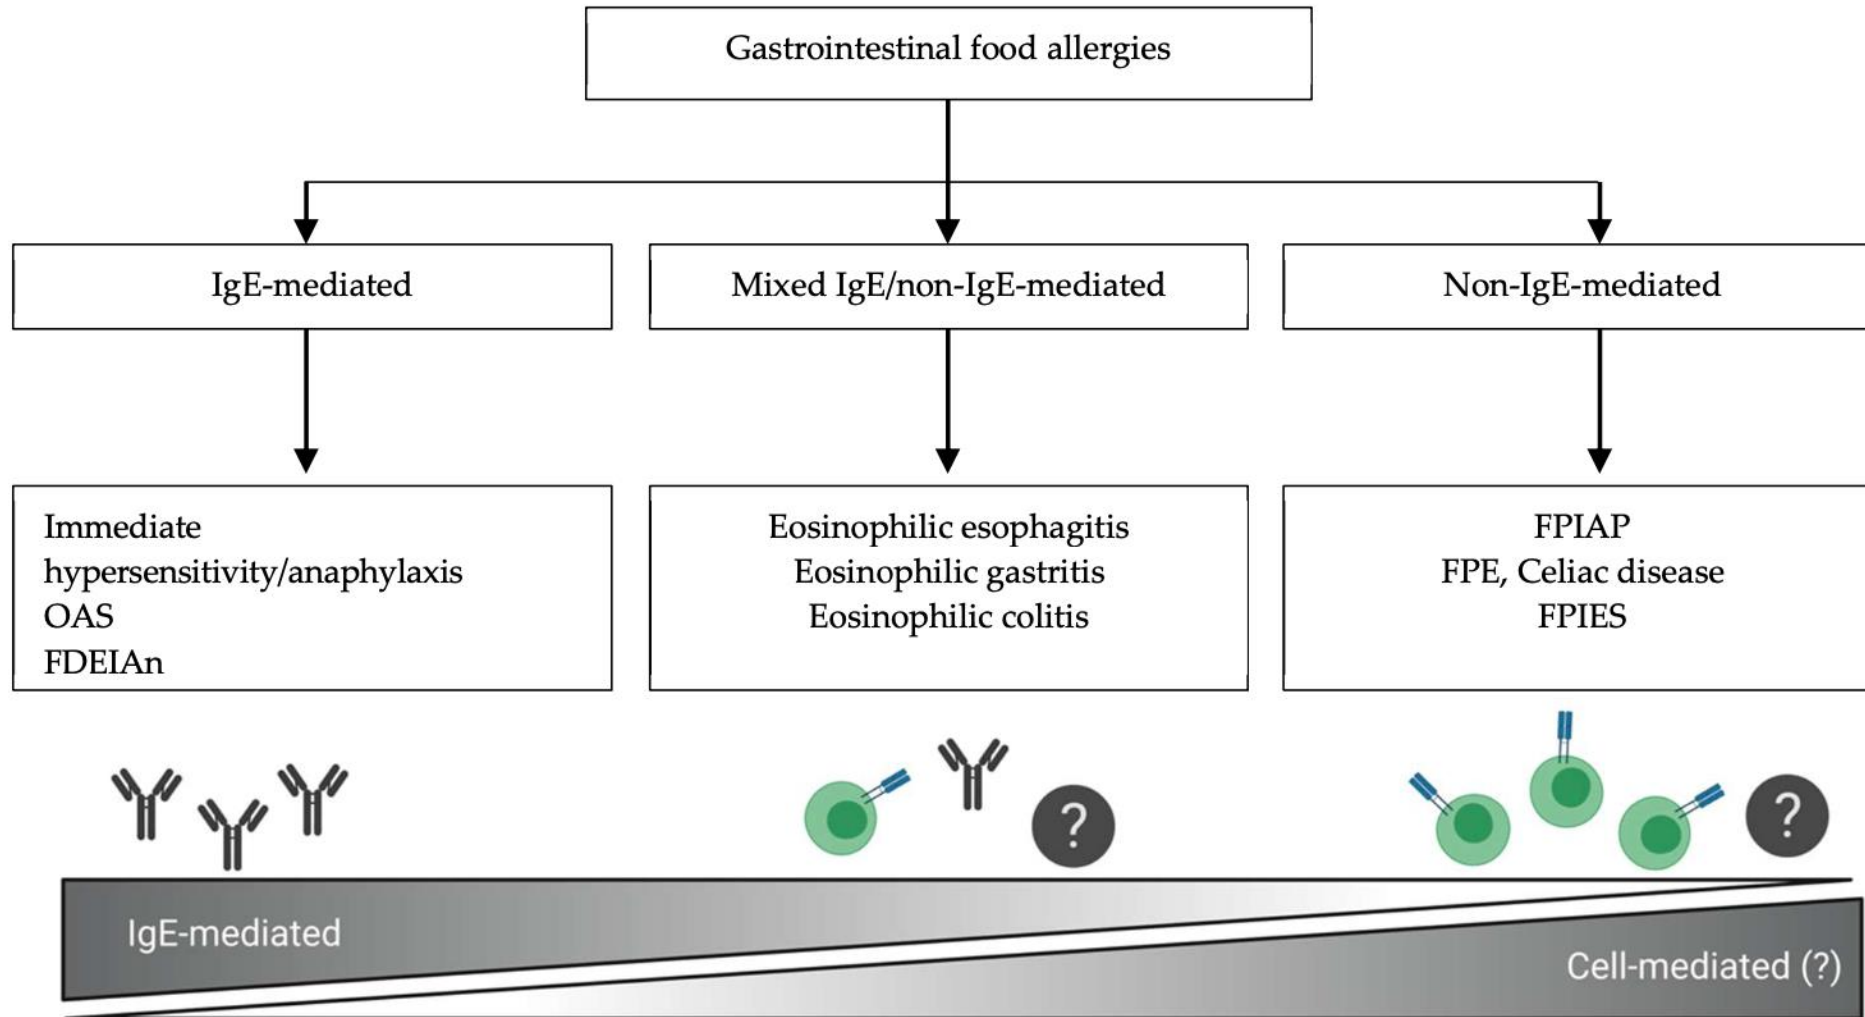 Gastrointestinal food allergies
IgE-mediated
Mixed IgE/non-IgE-mediated
Non-IgE-mediated
Immediate
hypersensitivity/anaphylaxis
OAS
FDEIAn
Eosinophilic esophagitis
Eosinophilic gastritis
Eosinophilic colitis
FPIAP
FPE, Celiac disease
FPIES
?
?
IgE-mediated
Cell-mediated (?)